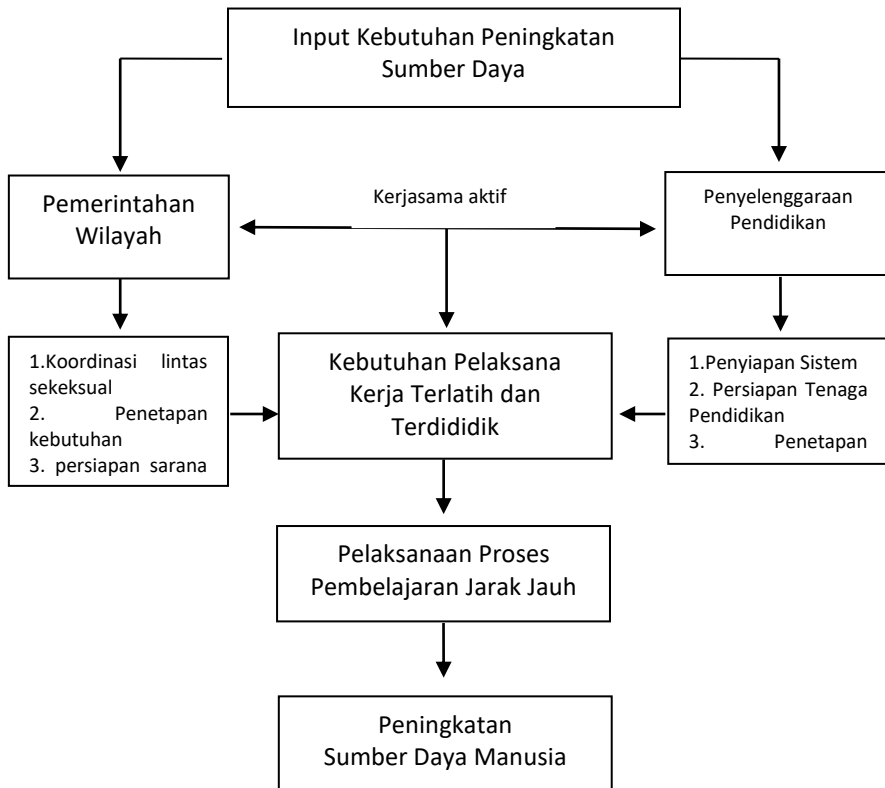 Input Kebutuhan Peningkatan
Sumber Daya
Pemerintahan
Wilayah
Kerjasama aktif
Penyelenggaraan
Pendidikan
1.Koordinasi lintas
sekeksual
2. Penetapan
kebutuhan
3. persiapan sarana
Kebutuhan Pelaksana
Kerja Terlatih dan
Terdididik
1.Penyiapan Sistem
2. Persiapan Tenaga
Pendidikan
3. Penetapan
Pelaksanaan Proses
Pembelajaran Jarak Jauh
Peningkatan
Sumber Daya Manusia